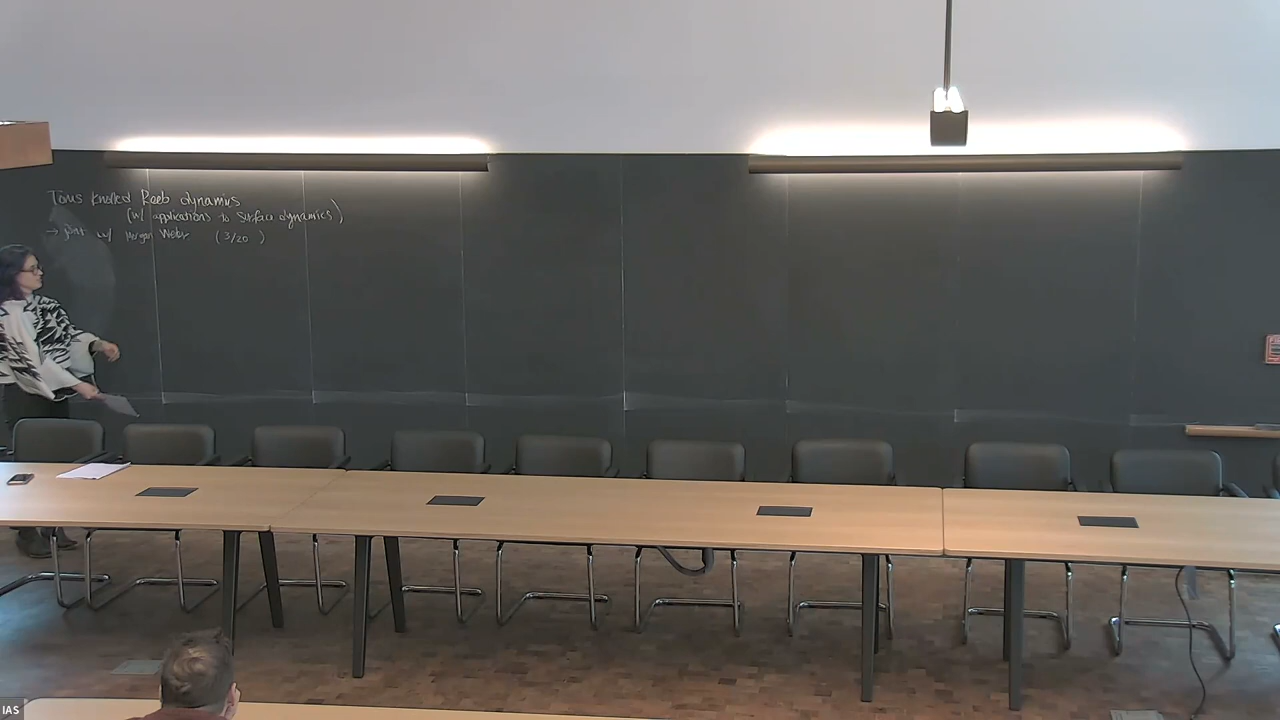 Torus knotted Reeb dynamics
(w/ applications to Surface dynamics)
→ joint w/ Morgan Weiler (3/20)
IAS